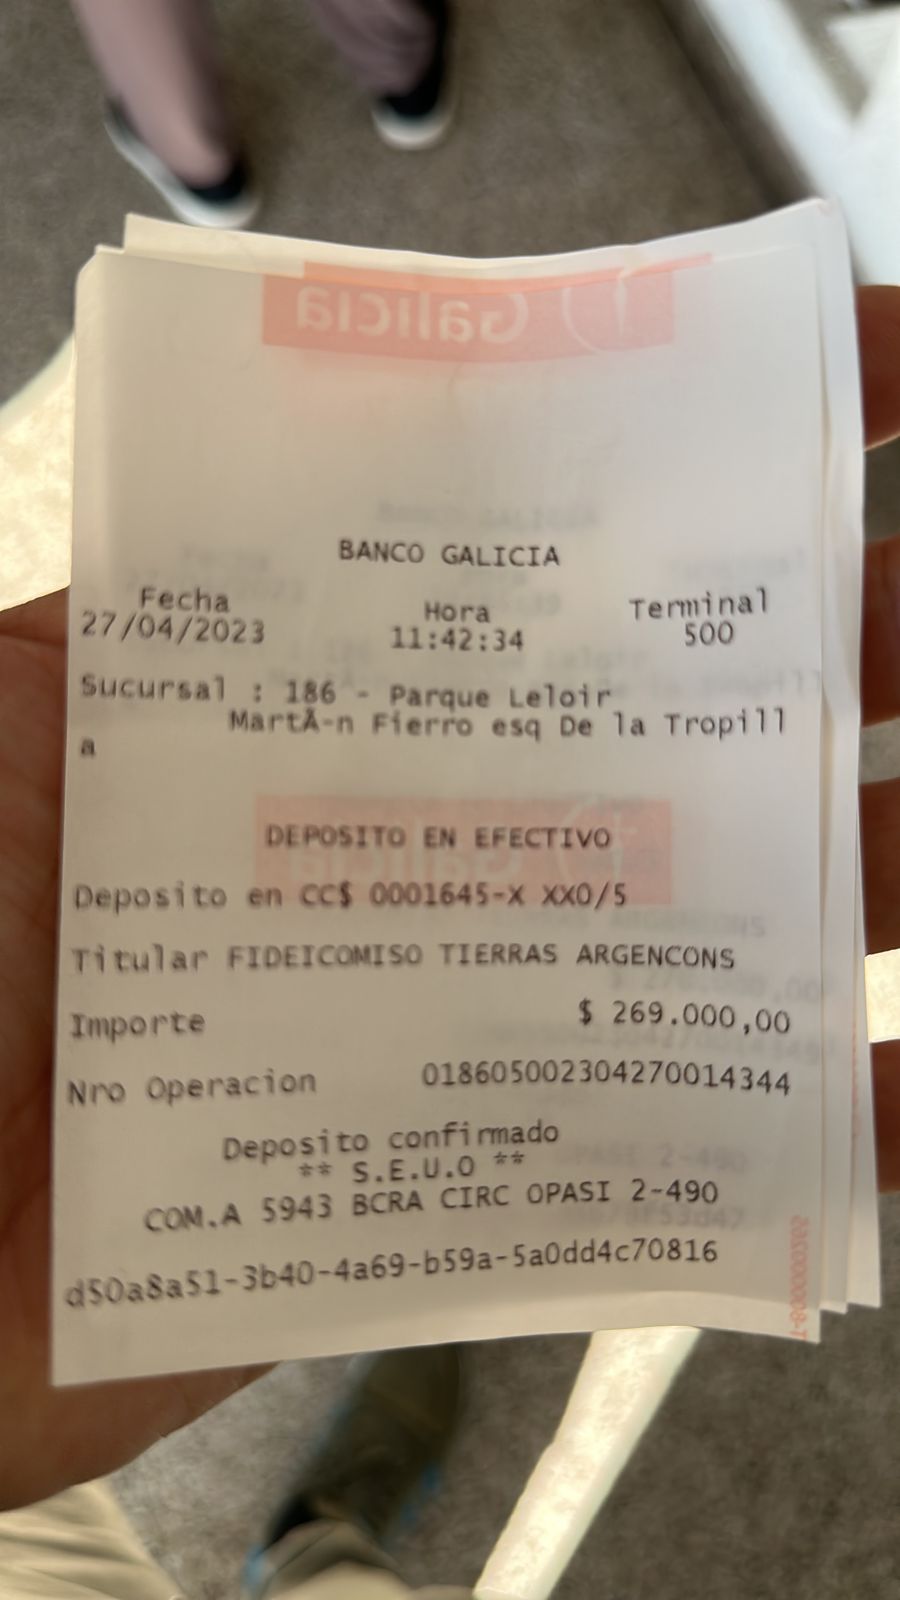 Galicia
BANCO GALICIA
Fecha Hora Terminal
27/04/2023 11:42:34 500
Sucursal : 186 - Parque Leloir
MartÃ-n Fierro esq De la Tropill
a
Galicia
DEPOSITO EN EFECTIVO
Deposito en CC$ 0001645-X XX0/5
Titular FIDEICOMISO TIERRAS ARGENCONS
Importe $ 269.000,00
Nro Operacion 018605002304270014344
Deposito confirmado
** S.E.U.O **
COM.A 5943 BCRA CIRC OPASI 2-490
d50a8a51-3b40-4a69-b59a-5a0dd4c70816